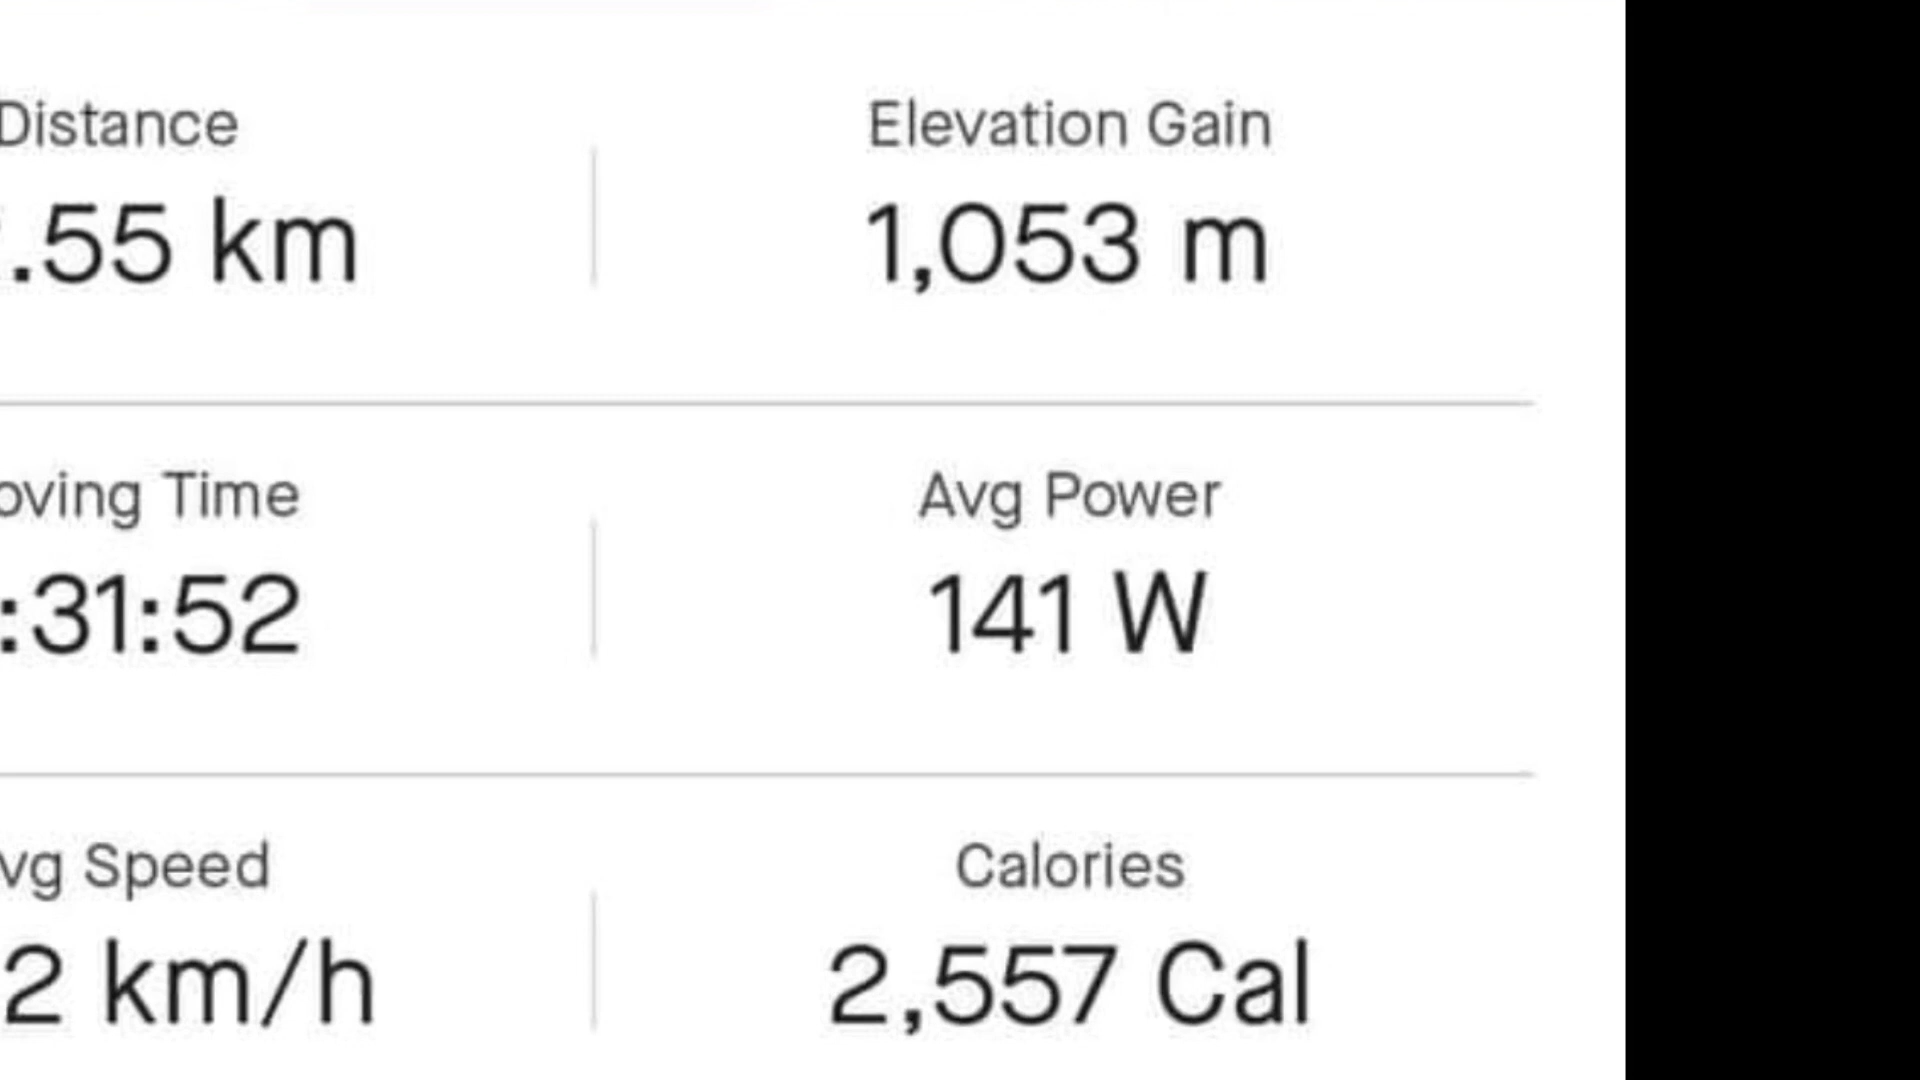 Distance
.55 km
Elevation Gain
1,053 m
oving Time
:31:52
Avg Power
141 W
vg Speed
2 km/h
Calories
2,557 Cal